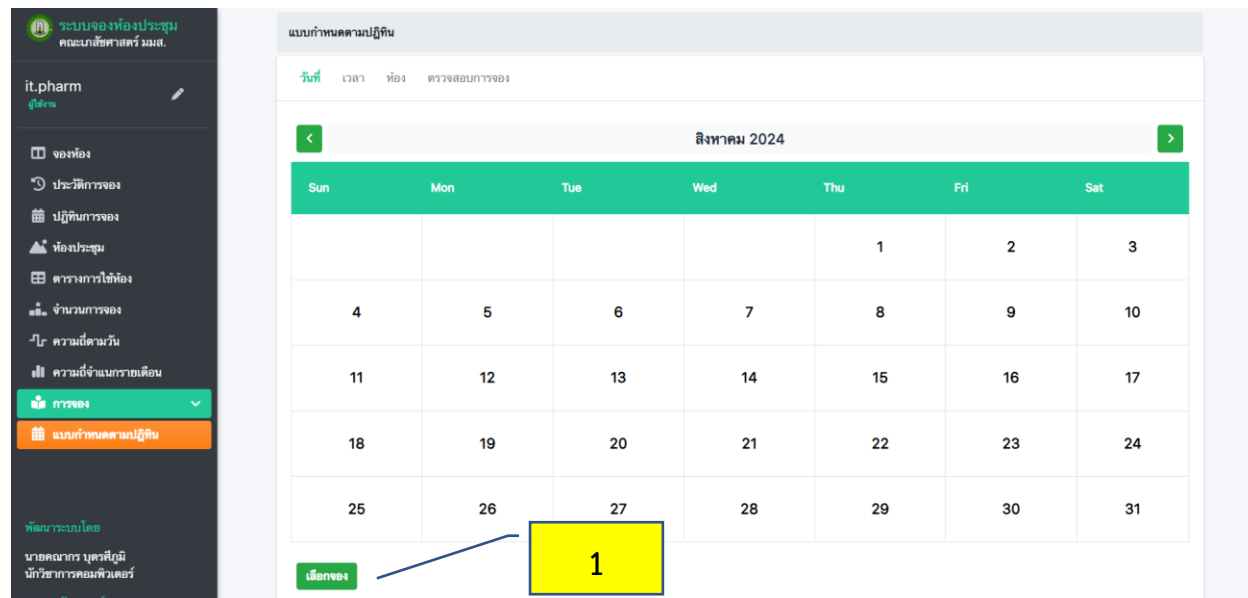 ระบบจองห้องประชุม
คณะเภสัชศาสตร์ มมส.
it.pharm
ผู้ใช้งาน
จองห้อง
ประวัติการจอง
ปฏิทินการจอง
ห้องประชุม
ตารางการใช้ห้อง
จำนวนการจอง
ความถี่ตามวัน
ความถี่จำแนกรายเดือน
การจอง
แบบกำหนดตามปฏิทิน
พัฒนาระบบโดย
นายคณากร บุตรศีภูมิ
นักวิชาการคอมพิวเตอร์
แบบกำหนดตามปฏิทิน
วันที่ เวลา ห้อง ตรวจสอบการจอง
สิงหาคม 2024
Sun Mon Tue Wed Thu Fri Sat
1 2 3
4 5 6 7 8 9 10
11 12 13 14 15 16 17
18 19 20 21 22 23 24
25 26 27 28 29 30 31
เลือกจอง
1